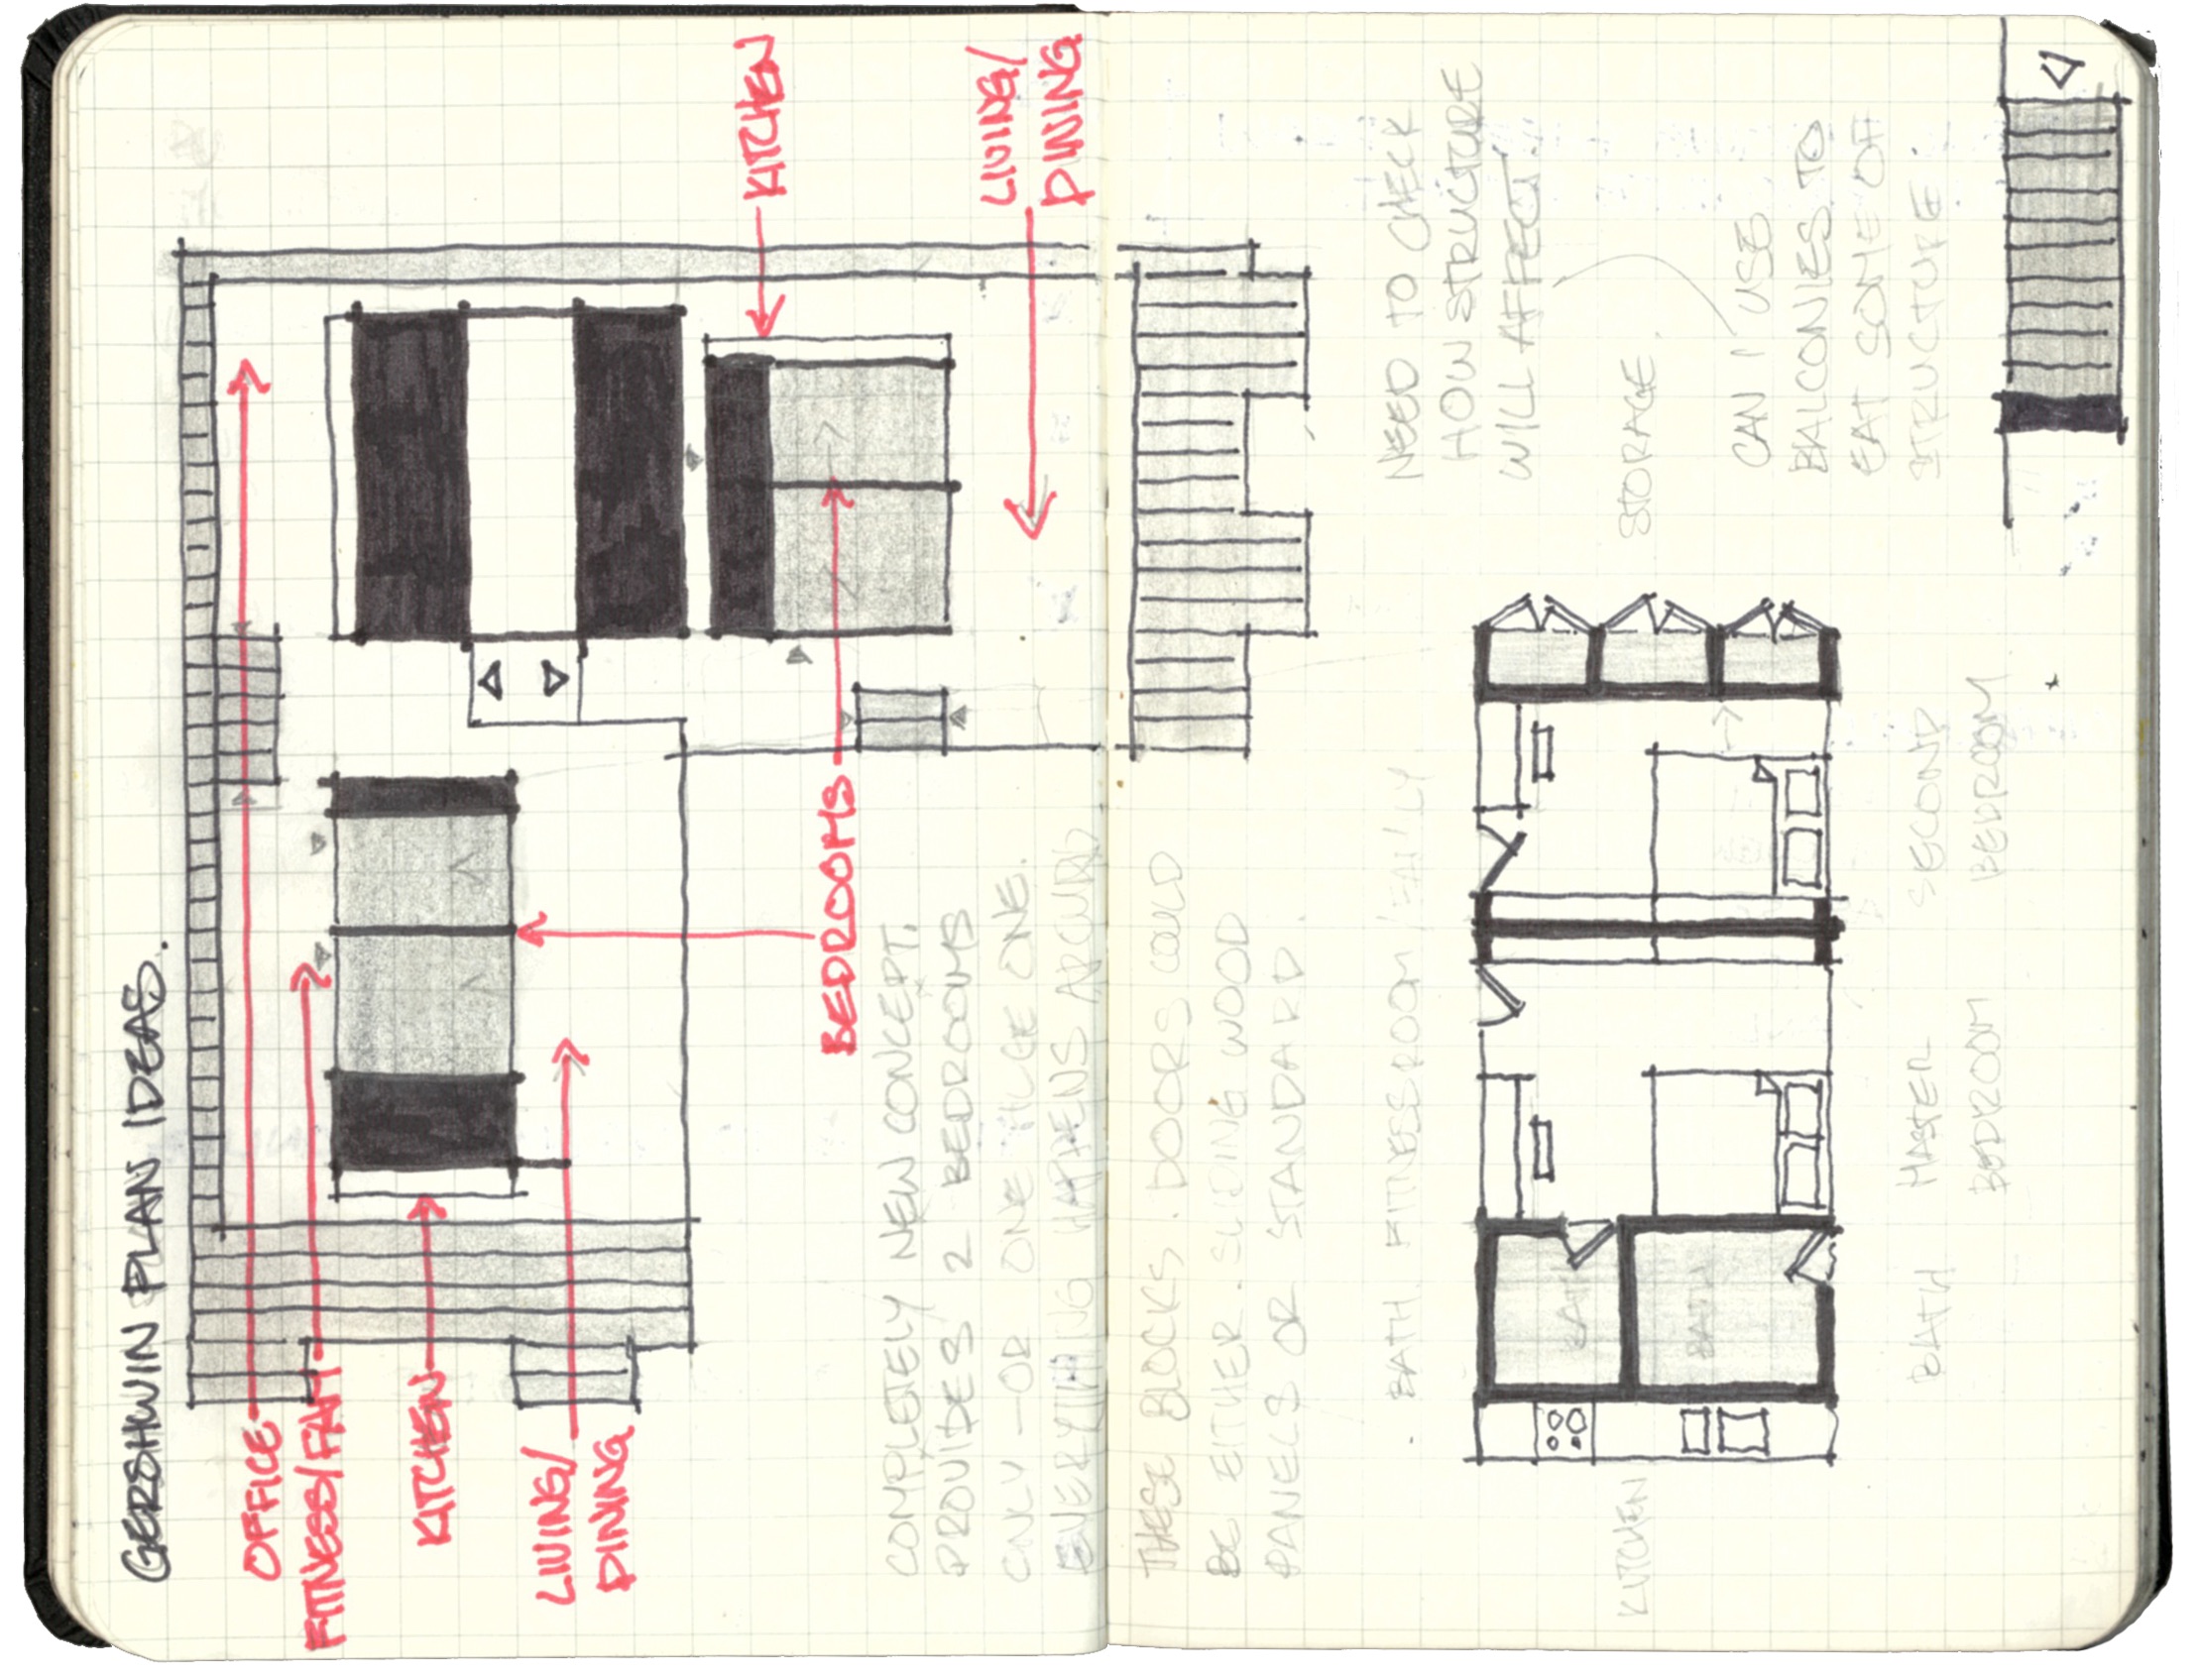 GERSHWIN PLAN IDEAS.
OFFICE
FITNESS/FAM
KITCHEN
LIVING/
DINING
BEDROOMS
KITCHEN
LIVING/
DINING
COMPLETELY NEW CONCEPT.
PROVIDES 2 BEDROOMS
ONLY - OR ONE HUGE ONE.
EVERYTHING HAPPENS AROUND
THESE BLOCKS. DOORS COULD
BE EITHER SLIDING WOOD
PANELS OR STANDARD.
NEED TO CHECK
HOW STRUCTURE
WILL AFFECT
STORAGE.
CAN I USE
BALCONIES TO
EAT SOME OF
STRUCTURE.
BATH. FITNESSROOM/FAMILY
BATH
BATH
KITCHEN
BATH
MASTER
BEDROOM
SECOND
BEDROOM